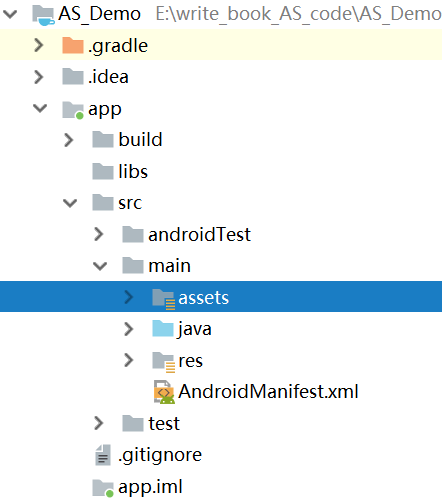 AS_Demo E:\write_book_AS_code\AS_Demo
.gradle
.idea
app
build
libs
src
androidTest
main
assets
java
res
AndroidManifest.xml
test
.gitignore
app.iml